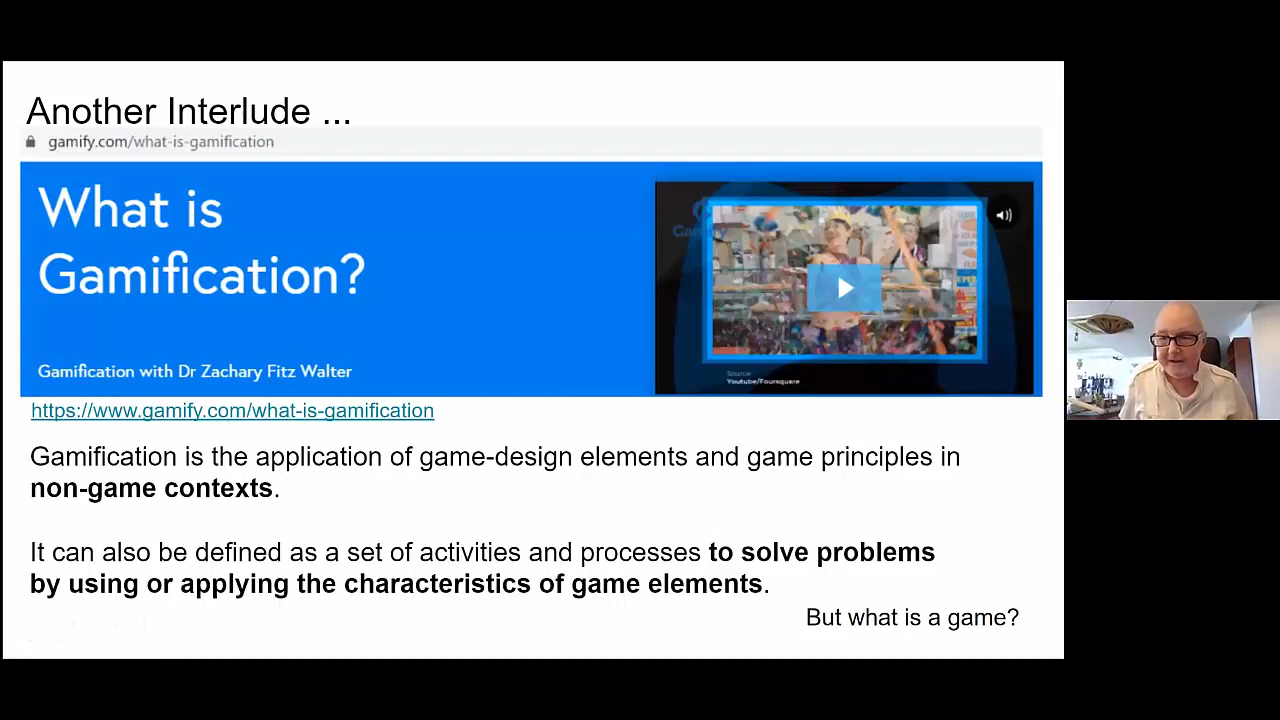 Another Interlude ...
gamify.com/what-is-gamification
What is
Gamification?
Gamification with Dr Zachary Fitz Walter
Source:
Youtube/Foursquare
https://www.gamify.com/what-is-gamification
Gamification is the application of game-design elements and game principles in
non-game contexts.
It can also be defined as a set of activities and processes to solve problems
by using or applying the characteristics of game elements.
But what is a game?